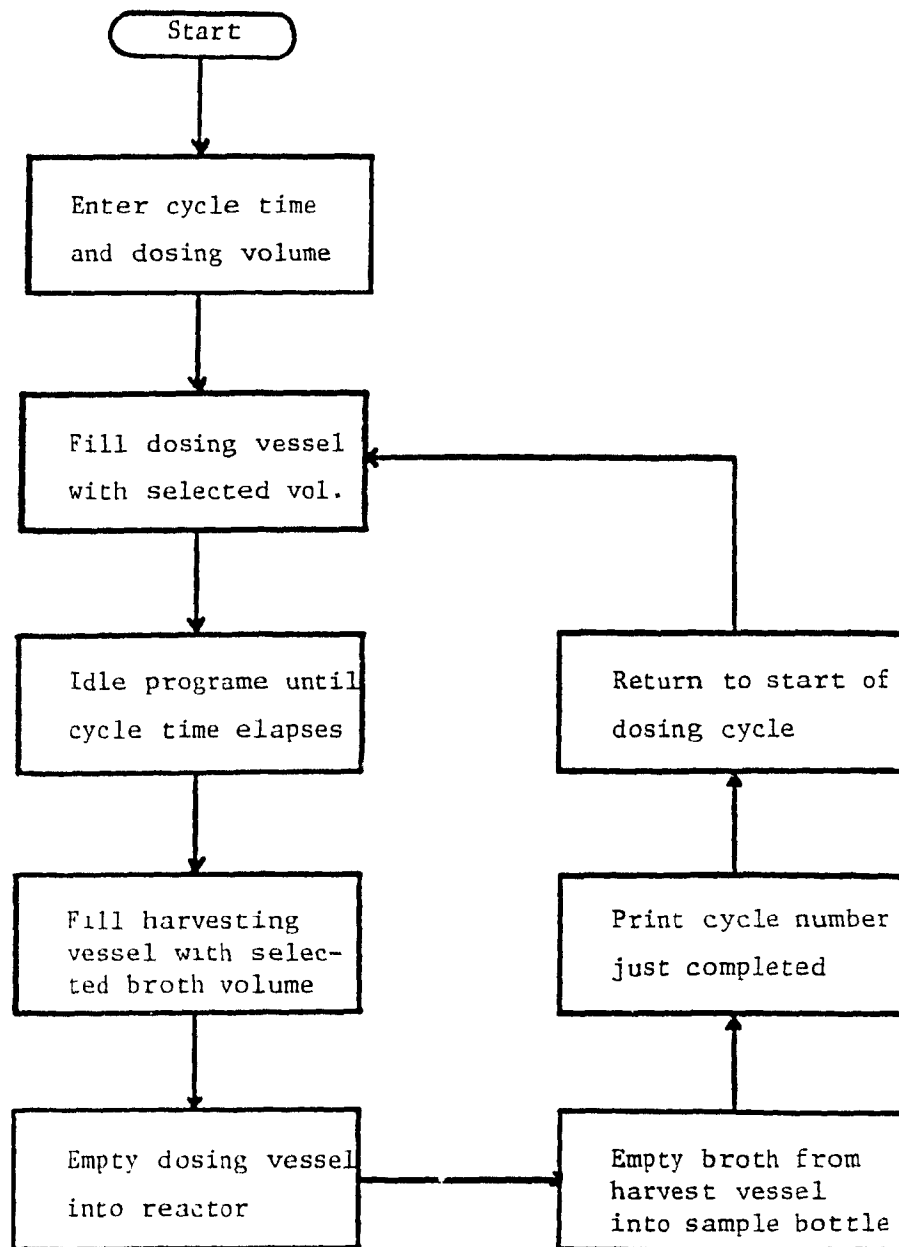 Start
Enter cycle time
and dosing volume
Fill dosing vessel
with selected vol.
Idle programe until
cycle time elapses
Fill harvesting
vessel with selec-
ted broth volume
Empty dosing vessel
into reactor
Empty broth from
harvest vessel
into sample bottle
Print cycle number
just completed
Return to start of
dosing cycle